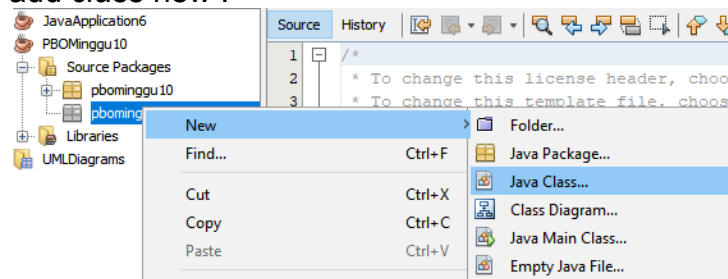 JavaApplication6
PBOMinggu10
Source Packages
pbominggu10
pboming
Libraries
UMLDiagrams
Source History
1 /*
2 * To change this license header, choo
3 * To change this template file, choos
New
Find... Ctrl+F
Cut Ctrl+X
Copy Ctrl+C
Paste Ctrl+V
Folder...
Java Package...
Java Class...
Class Diagram...
Java Main Class...
Empty Java File...